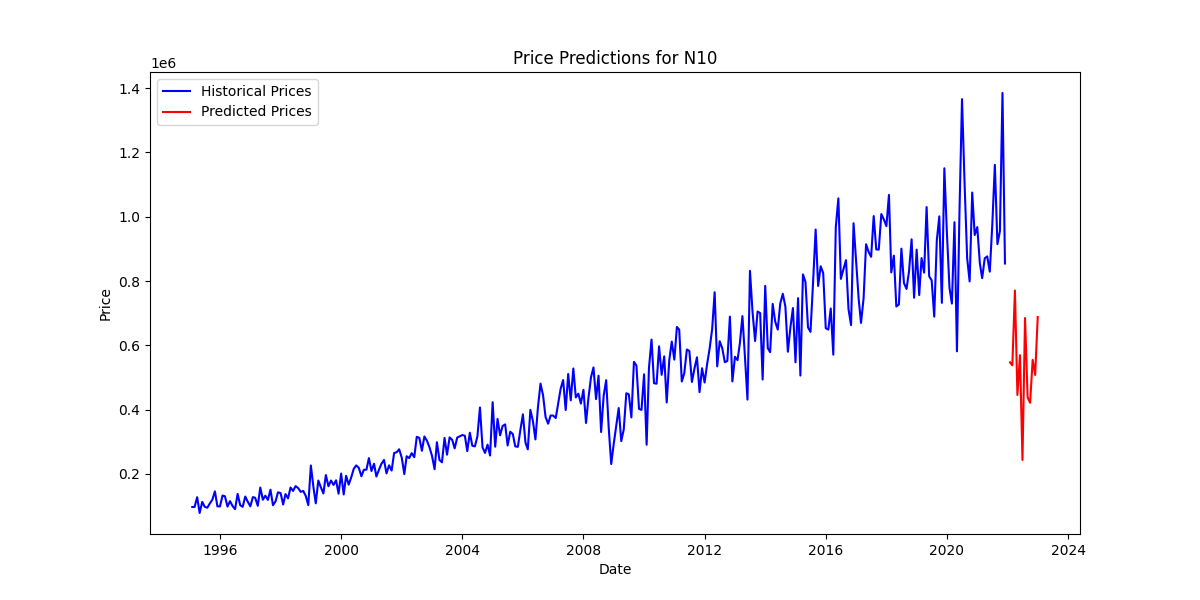 Price Predictions for N10
1e6
Historical Prices
Predicted Prices
1.4
1.2
1.0
0.8
0.6
0.4
0.2
Price
1996 2000 2004 2008 2012 2016 2020 2024
Date